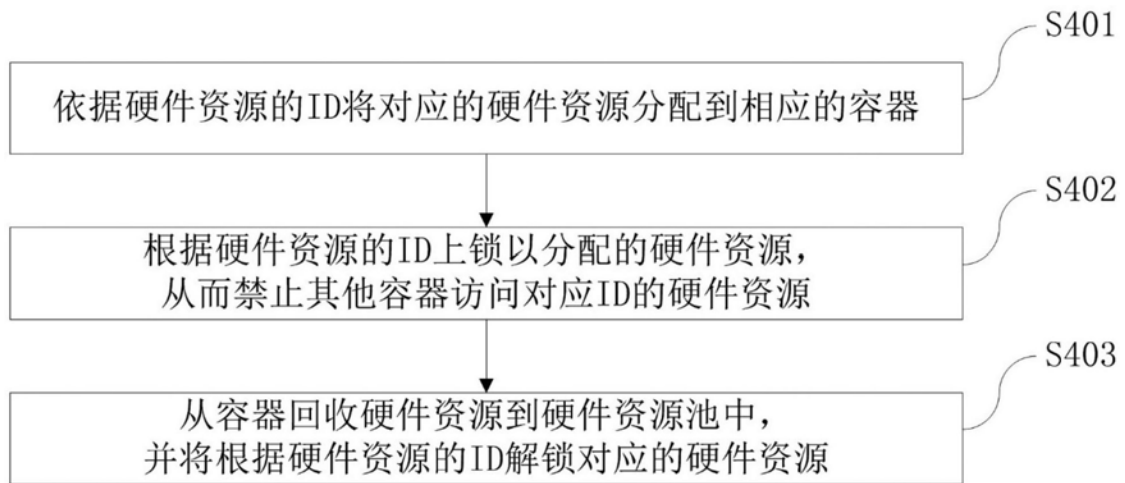 S401
依据硬件资源的ID将对应的硬件资源分配到相应的容器
S402
根据硬件资源的ID上锁以分配的硬件资源，
从而禁止其他容器访问对应ID的硬件资源
S403
从容器回收硬件资源到硬件资源池中，
并将根据硬件资源的ID解锁对应的硬件资源